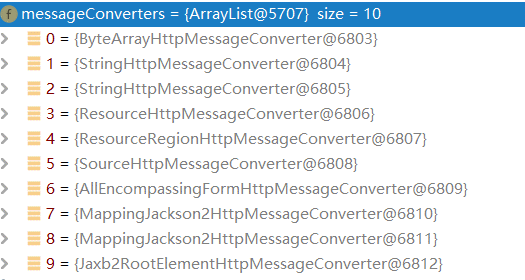 f messageConverters = {ArrayList@5707} size = 10
0 = {ByteArrayHttpMessageConverter@6803}
1 = {StringHttpMessageConverter@6804}
2 = {StringHttpMessageConverter@6805}
3 = {ResourceHttpMessageConverter@6806}
4 = {ResourceRegionHttpMessageConverter@6807}
5 = {SourceHttpMessageConverter@6808}
6 = {AllEncompassingFormHttpMessageConverter@6809}
7 = {MappingJackson2HttpMessageConverter@6810}
8 = {MappingJackson2HttpMessageConverter@6811}
9 = {Jaxb2RootElementHttpMessageConverter@6812}